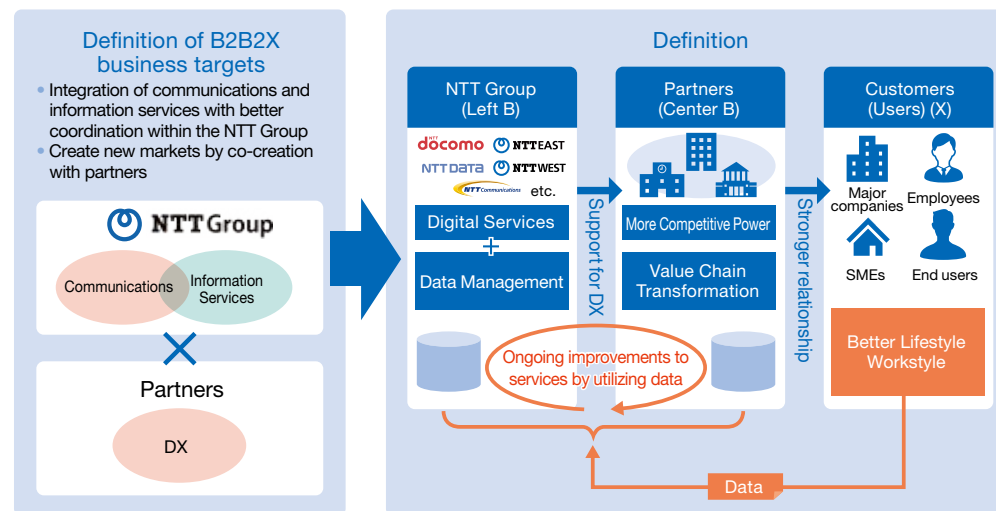 Definition of B2B2X
business targets
• Integration of communications and
information services with better
coordination within the NTT Group
• Create new markets by co-creation
with partners
NTT Group
Communications
Information
Services
×
Partners
DX
Definition
NTT Group
(Left B)
NTT
döcomo
NTT EAST
NTT DATA
NTT WEST
NTT Communications
etc.
Digital Services
+
Data Management
Support for DX
Partners
(Center B)
More Competitive Power
Value Chain
Transformation
Stronger relationship
Customers
(Users) (X)
Major
companies
Employees
SMEs
End users
Better Lifestyle
Workstyle
Ongoing improvements to
services by utilizing data
Data